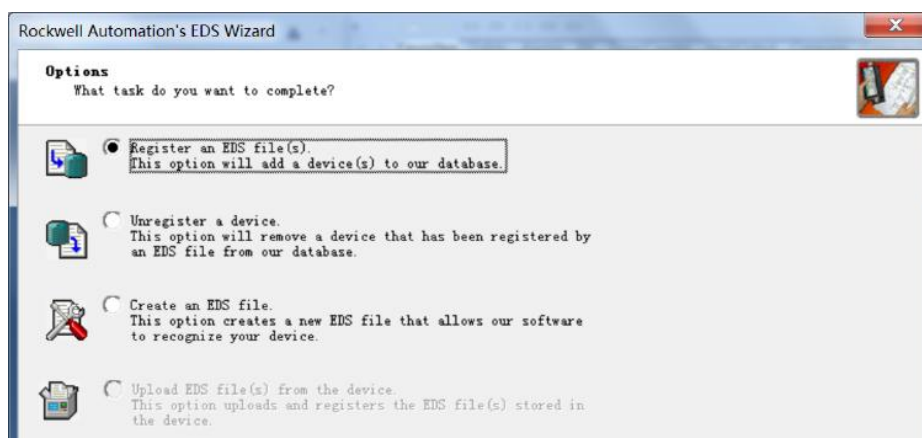 Rockwell Automation's EDS Wizard
Options
What task do you want to complete?
Register an EDS file(s).
This option will add a device(s) to our database.
Unregister a device.
This option will remove a device that has been registered by
an EDS file from our database.
Create an EDS file.
This option creates a new EDS file that allows our software
to recognize your device.
Upload EDS file(s) from the device.
This option uploads and registers the EDS file(s) stored in
the device.